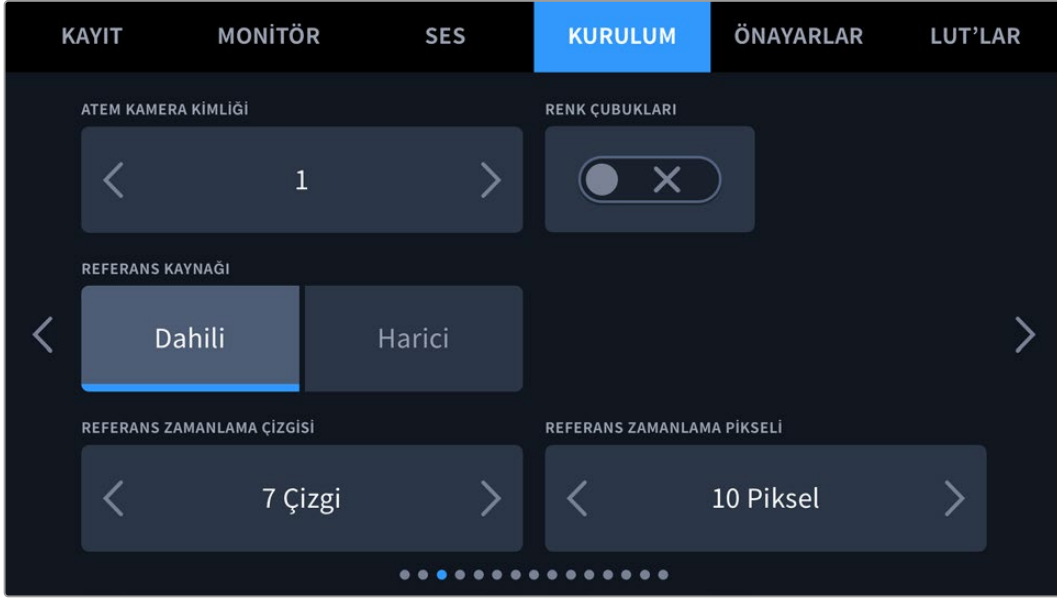 KAYIT MONİTÖR SES KURULUM ÖNAYARLAR LUT’LAR
ATEM KAMERA KİMLİĞİ RENK ÇUBUKLARI
1
REFERANS KAYNAĞI
Dahili Harici
REFERANS ZAMANLAMA ÇİZGİSİ REFERANS ZAMANLAMA PİKSELİ
7 Çizgi 10 Piksel